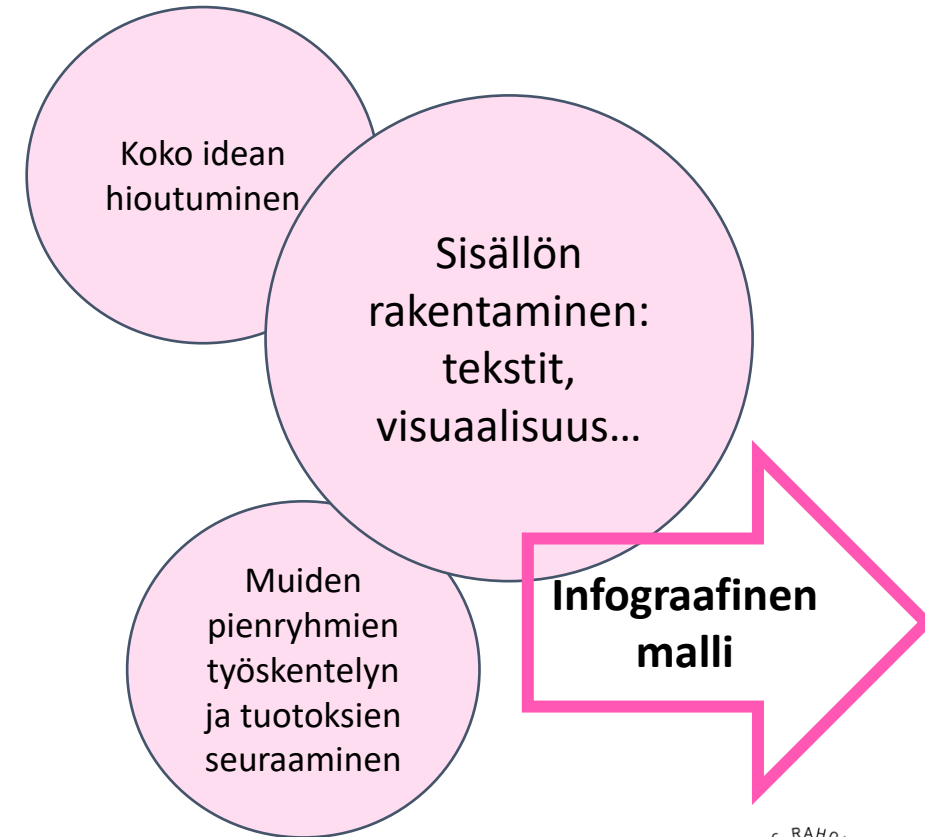 Koko idean
hioutuminen
Sisällön
rakentaminen:
tekstit,
visuaalisuus...
Muiden
pienryhmien
työskentelyn
ja tuotoksien
seuraaminen
Infograafinen
malli